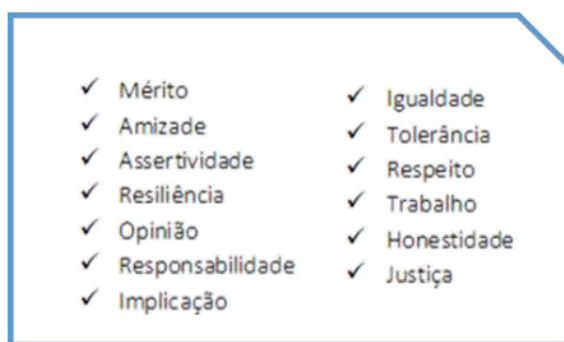 ✓ Mérito
✓ Amizade
✓ Assertividade
✓ Resiliência
✓ Opinião
✓ Responsabilidade
✓ Implicação
✓ Igualdade
✓ Tolerância
✓ Respeito
✓ Trabalho
✓ Honestidade
✓ Justiça